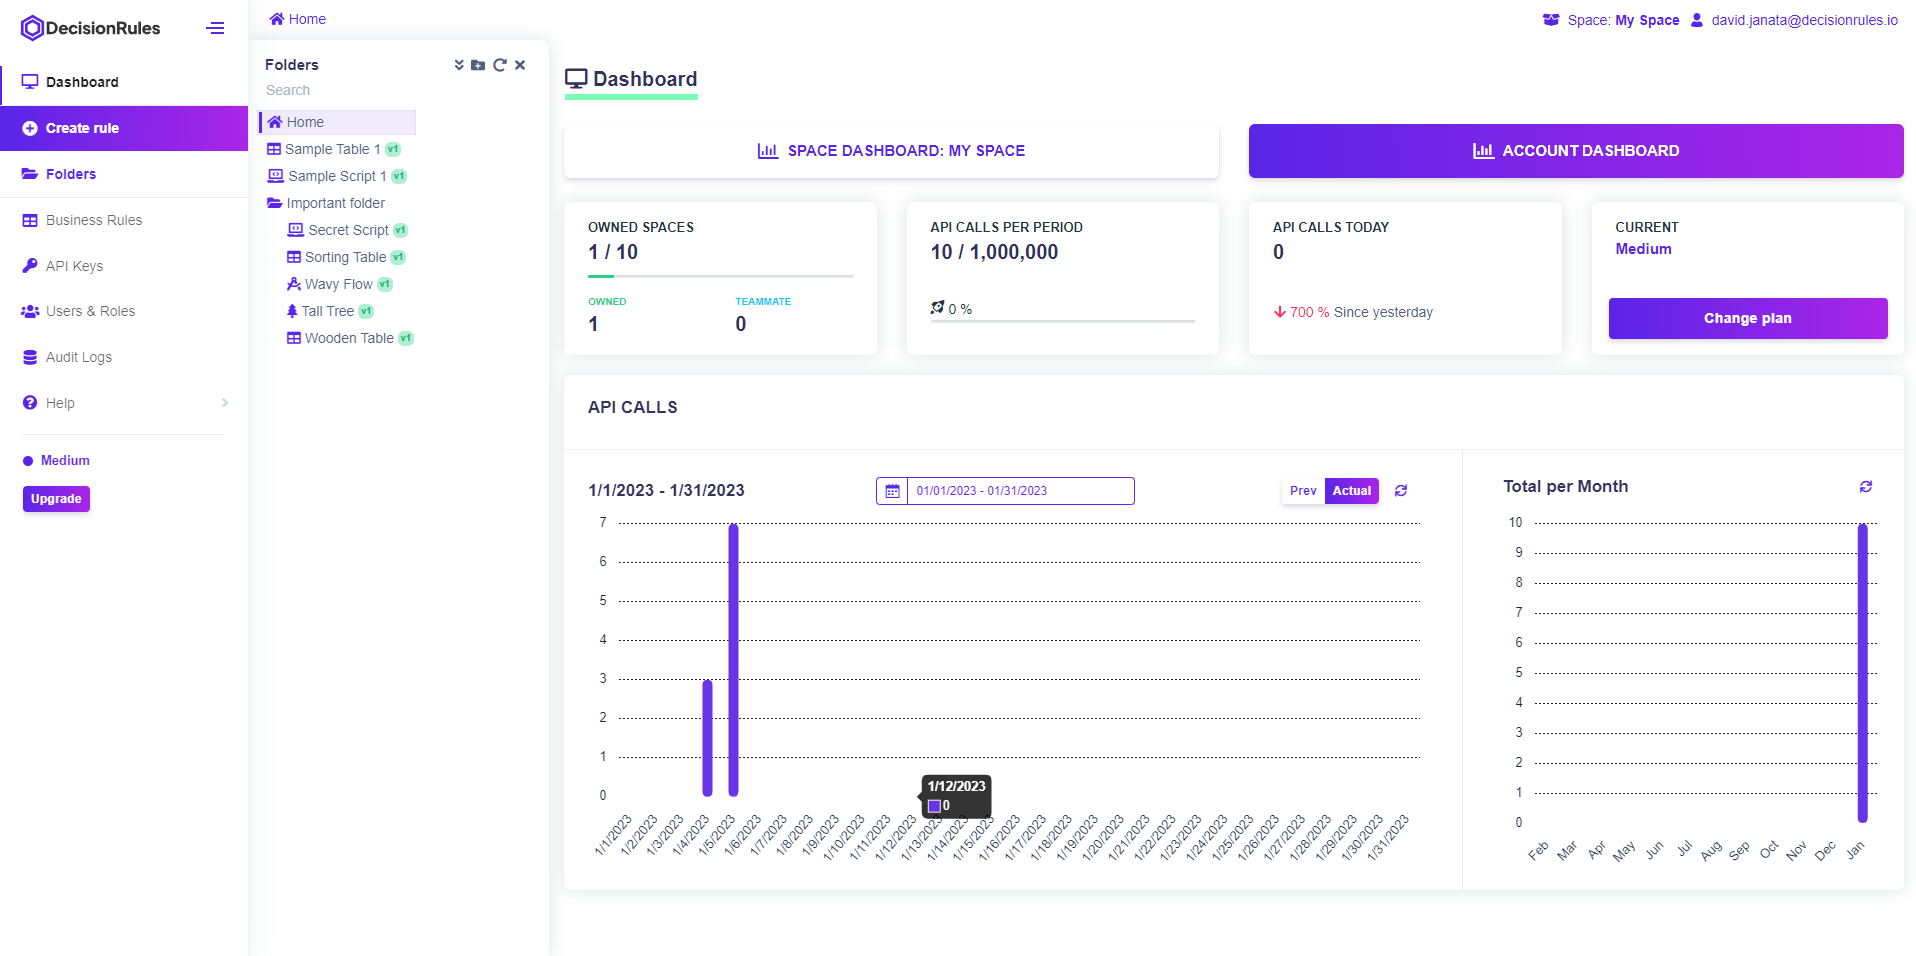 DecisionRules
Dashboard
Create rule
Folders
Business Rules
API Keys
Users & Roles
Audit Logs
Help
Medium
Upgrade
Home
Space: My Space
david.janata@decisionrules.io
Folders
Search
Home
Sample Table 1 v1
Sample Script 1 v1
Important folder
Secret Script v1
Sorting Table v1
Wavy Flow v1
Tall Tree v1
Wooden Table v1
Dashboard
SPACE DASHBOARD: MY SPACE
ACCOUNT DASHBOARD
OWNED SPACES
1 / 10
OWNED TEAMMATE
1 0
API CALLS PER PERIOD
10 / 1,000,000
0 %
API CALLS TODAY
0
700 % Since yesterday
CURRENT
Medium
Change plan
API CALLS
1/1/2023 - 1/31/2023
01/01/2023 - 01/31/2023
Prev Actual
7
6
5
4
3
2
1
0
1/12/2023
0
1/1/2023 1/2/2023 1/3/2023 1/4/2023 1/5/2023 1/6/2023 1/7/2023 1/8/2023 1/9/2023 1/10/2023 1/11/2023 1/12/2023 1/13/2023 1/14/2023 1/15/2023 1/16/2023 1/17/2023 1/18/2023 1/19/2023 1/20/2023 1/21/2023 1/22/2023 1/23/2023 1/24/2023 1/25/2023 1/26/2023 1/27/2023 1/28/2023 1/29/2023 1/30/2023 1/31/2023
Total per Month
10
9
8
7
6
5
4
3
2
1
0
Feb Mar Apr May Jun Jul Aug Sep Oct Nov Dec Jan